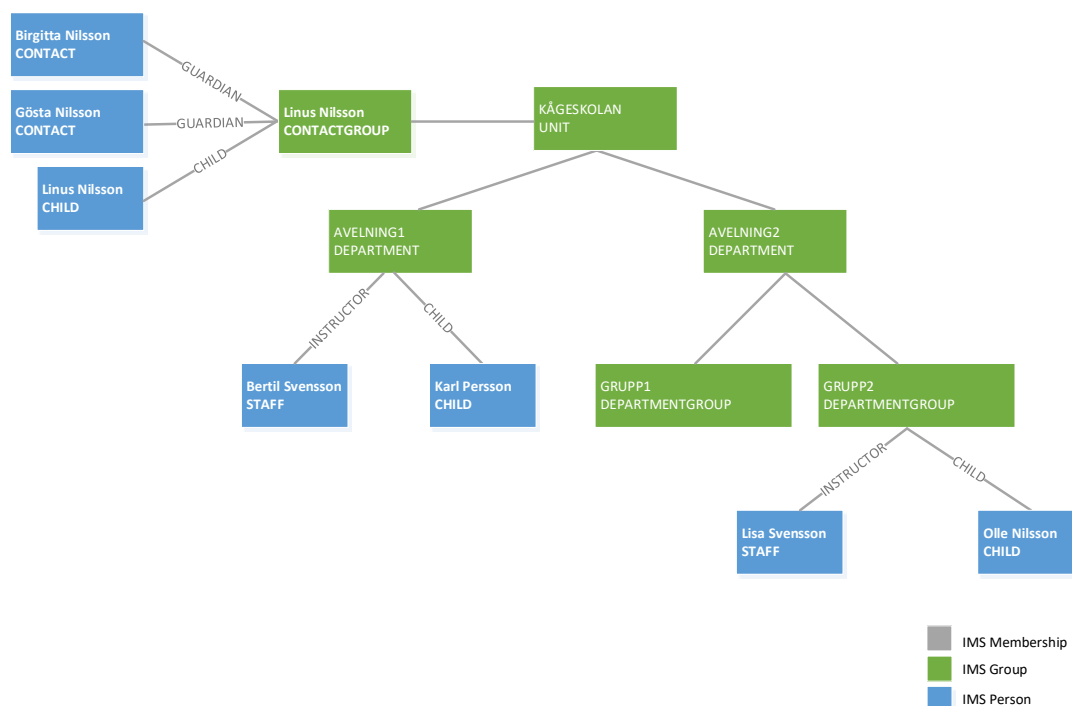 Birgitta Nilsson
CONTACT
GUARDIAN
Gösta Nilsson
CONTACT
GUARDIAN
Linus Nilsson
CHILD
CHILD
Linus Nilsson
CONTACTGROUP
KÅGESKOLAN
UNIT
AVELNING1
DEPARTMENT
AVELNING2
DEPARTMENT
INSTRUCTOR
CHILD
Bertil Svensson
STAFF
Karl Persson
CHILD
GRUPP1
DEPARTMENTGROUP
GRUPP2
DEPARTMENTGROUP
INSTRUCTOR
CHILD
Lisa Svensson
STAFF
Olle Nilsson
CHILD
IMS Membership
IMS Group
IMS Person